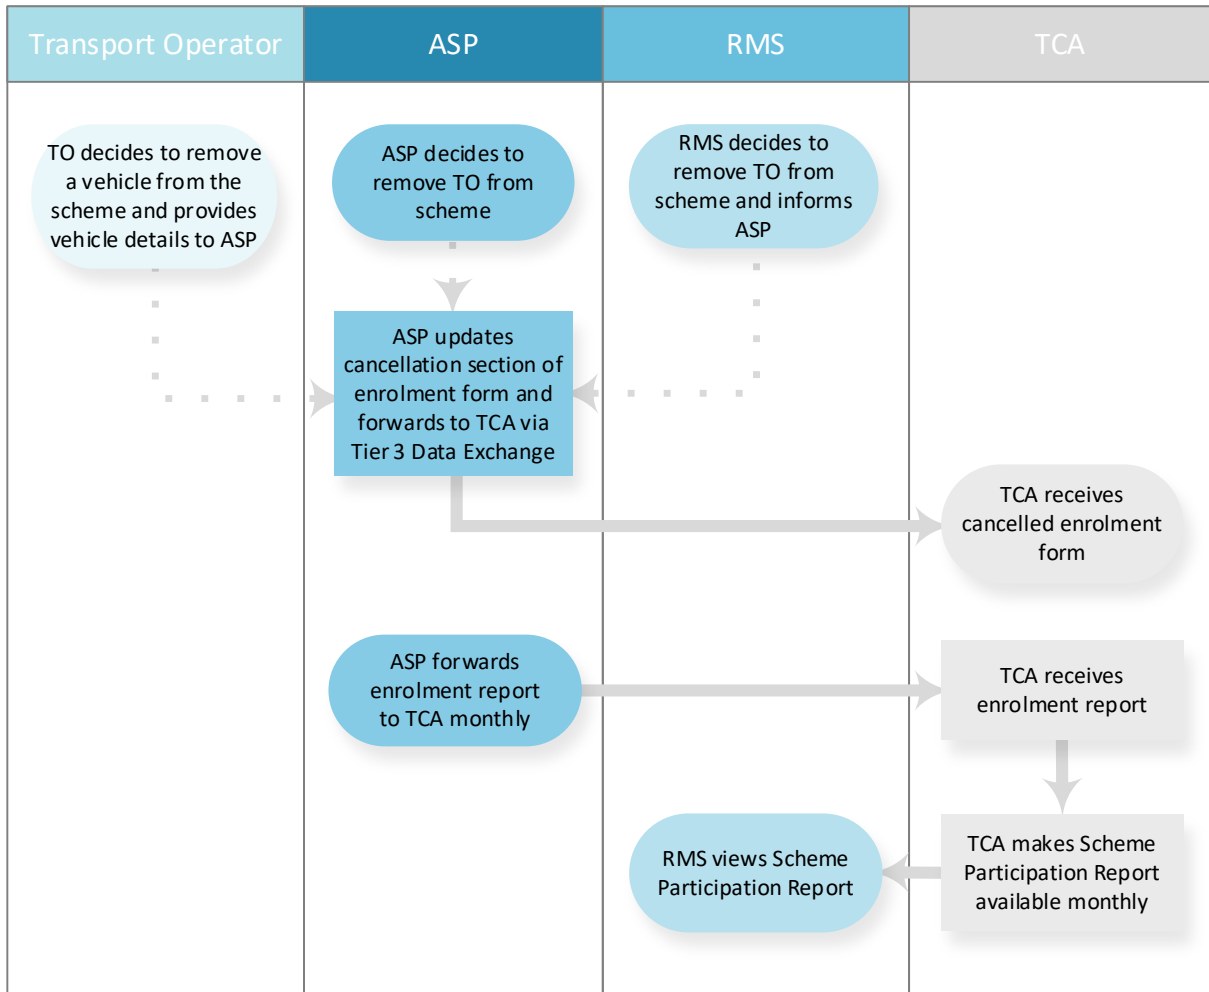 Transport Operator
ASP
RMS
TCA
TO decides to remove
a vehicle from the
scheme and provides
vehicle details to ASP
ASP decides to
remove TO from
scheme
RMS decides to
remove TO from
scheme and informs
ASP
ASP updates
cancellation section of
enrolment form and
forwards to TCA via
Tier 3 Data Exchange
TCA receives
cancelled enrolment
form
ASP forwards
enrolment report
to TCA monthly
TCA receives
enrolment report
RMS views Scheme
Participation Report
TCA makes Scheme
Participation Report
available monthly